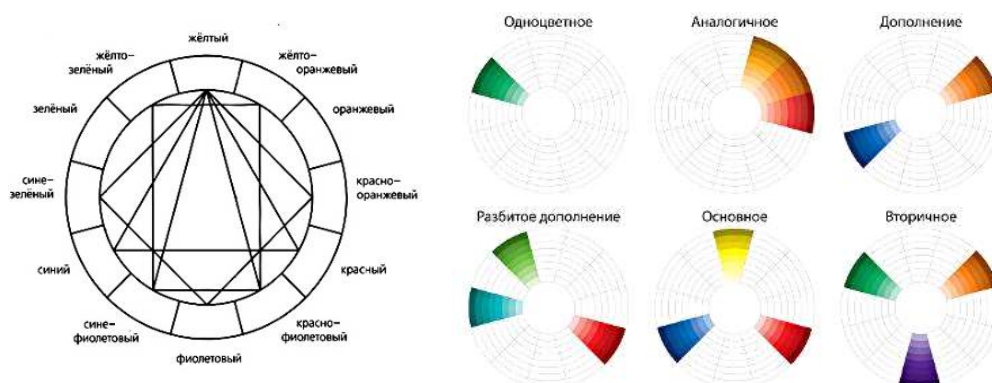 жёлтый
жёлто-
зелёный
жёлто-
оранжевый
зелёный
оранжевый
сине-
зелёный
красно-
оранжевый
синий
красный
сине-
фиолетовый
красно-
фиолетовый
фиолетовый
Одноцветное
Аналогичное
Дополнение
Разбитое дополнение
Основное
Вторичное